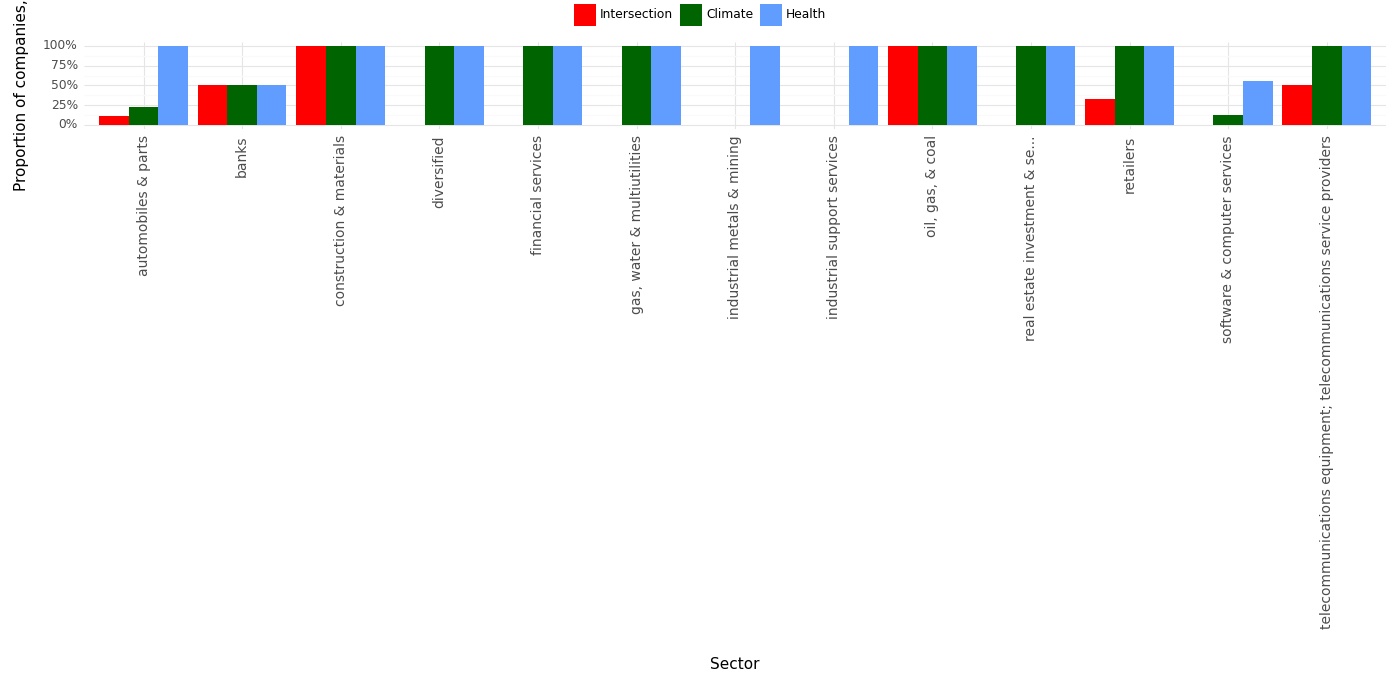 Intersection Climate Health
Proportion of companies,
100%
75%
50%
25%
0%
automobiles & parts
banks
construction & materials
diversified
financial services
gas, water & multiutilities
industrial metals & mining
industrial support services
oil, gas, & coal
real estate investment & se...
retailers
software & computer services
telecommunications equipment; telecommunications service providers
Sector